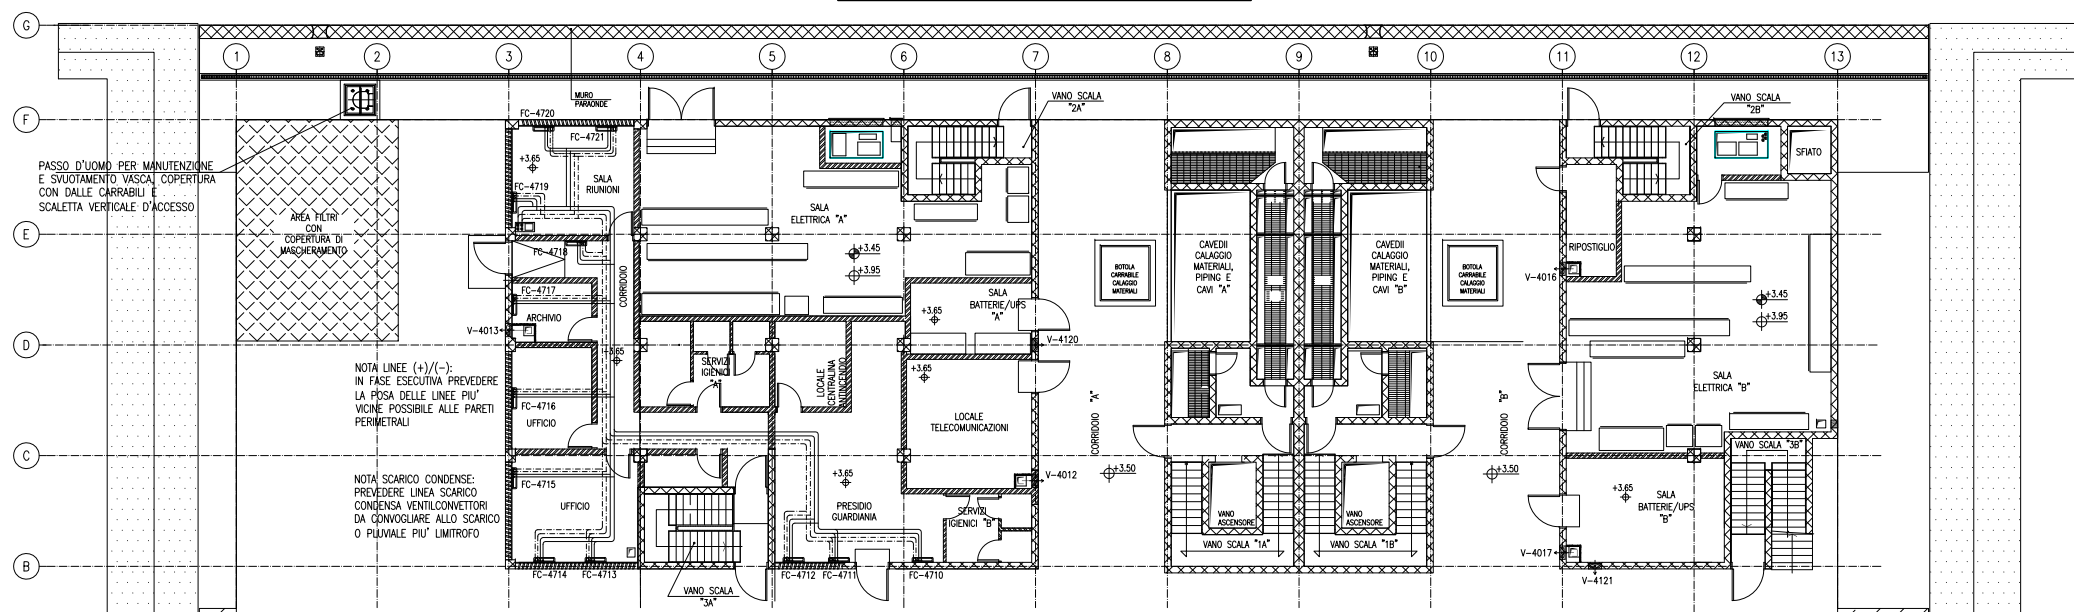 G
1
2
3
4
5
6
7
8
9
10
11
12
13
MURO
PARAONDE
VANO SCALA
"2A"
VANO SCALA
"2B"
F
FC-4720
FC-4721
PASSO D'UOMO PER MANUTENZIONE
E SVUOTAMENTO VASCA, COPERTURA
CON DALLE CARRABILI E
SCALETTA VERTICALE D'ACCESSO
+3.65
SALA
RIUNIONI
FC-4719
AREA FILTRI
CON
COPERTURA DI
MASCHERAMENTO
SALA
ELETTRICA "A"
SFIATO
E
FC-4718
CORRIDOIO
+3.45
+3.95
CAVEDII
CALAGGIO
MATERIALI,
PIPING E
CAVI "A"
CAVEDII
CALAGGIO
MATERIALI,
PIPING E
CAVI "B"
BOTOLA
CARRABILE
CALAGGIO
MATERIALI
BOTOLA
CARRABILE
CALAGGIO
MATERIALI
RIPOSTIGLIO
V-4016
+3.45
+3.95
FC-4717
ARCHIVIO
V-4013
SALA
BATTERIE/UPS
"A"
+3.65
V-4120
D
+3.65
NOTA LINEE (+)/(-):
IN FASE ESECUTIVA PREVEDERE
LA POSA DELLE LINEE PIU'
VICINE POSSIBILE ALLE PARETI
PERIMETRALI
FC-4716
UFFICIO
SERVIZI
IGIENICI
"A"
LOCALE
CENTRALINA
ANTINCENDIO
+3.65
LOCALE
TELECOMUNICAZIONI
CORRIDOIO "A"
CORRIDOIO "B"
SALA
ELETTRICA "B"
C
VANO SCALA "3B"
NOTA SCARICO CONDENSE:
PREVEDERE LINEA SCARICO
CONDENSA VENTILCONVETTORI
DA CONVOGLIARE ALLO SCARICO
O PLUVIALE PIU' LIMITROFO
FC-4715
UFFICIO
+3.65
PRESIDIO
GUARDIANIA
V-4012
+3.50
+3.50
SERVIZI
IGIENICI "B"
VANO
ASCENSORE
VANO
ASCENSORE
+3.65
SALA
BATTERIE/UPS
"B"
VANO SCALA "1A"
VANO SCALA "1B"
V-4017
B
FC-4714
FC-4713
FC-4712
FC-4711
FC-4710
V-4121
VANO SCALA
"3A"